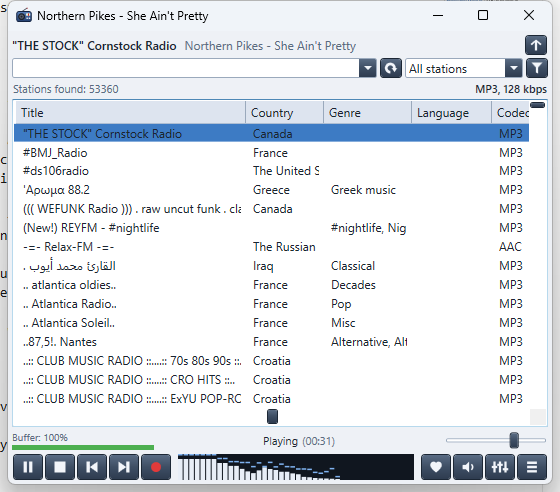 Northern Pikes - She Ain't Pretty
"THE STOCK" Cornstock Radio Northern Pikes - She Ain't Pretty
All stations
Stations found: 53360 MP3, 128 kbps
Title Country Genre Language Codec
"THE STOCK" Cornstock Radio Canada MP3
#BMJ_Radio France MP3
#ds106radio The United S MP3
'Αρωμα 88.2 Greece Greek music MP3
((( WEFUNK Radio ))) . raw uncut funk . cla Canada MP3
(New!) REYFM - #nightlife #nightlife, Nig MP3
-=- Relax-FM -=- The Russian AAC
. القارئ محمد أيوب Iraq Classical MP3
.. atlantica oldies.. France Decades MP3
.. Atlantica Radio.. France Pop MP3
.. Atlantica Soleil.. France Misc MP3
..87,5!. Nantes France Alternative, Alt MP3
..:: CLUB MUSIC RADIO ::....:: 70s 80s 90s ::.. Croatia MP3
..:: CLUB MUSIC RADIO ::....:: CRO HITS ::.. Croatia MP3
..:: CLUB MUSIC RADIO ::....:: ExYU POP-RO Croatia MP3
Buffer: 100% Playing (00:31)